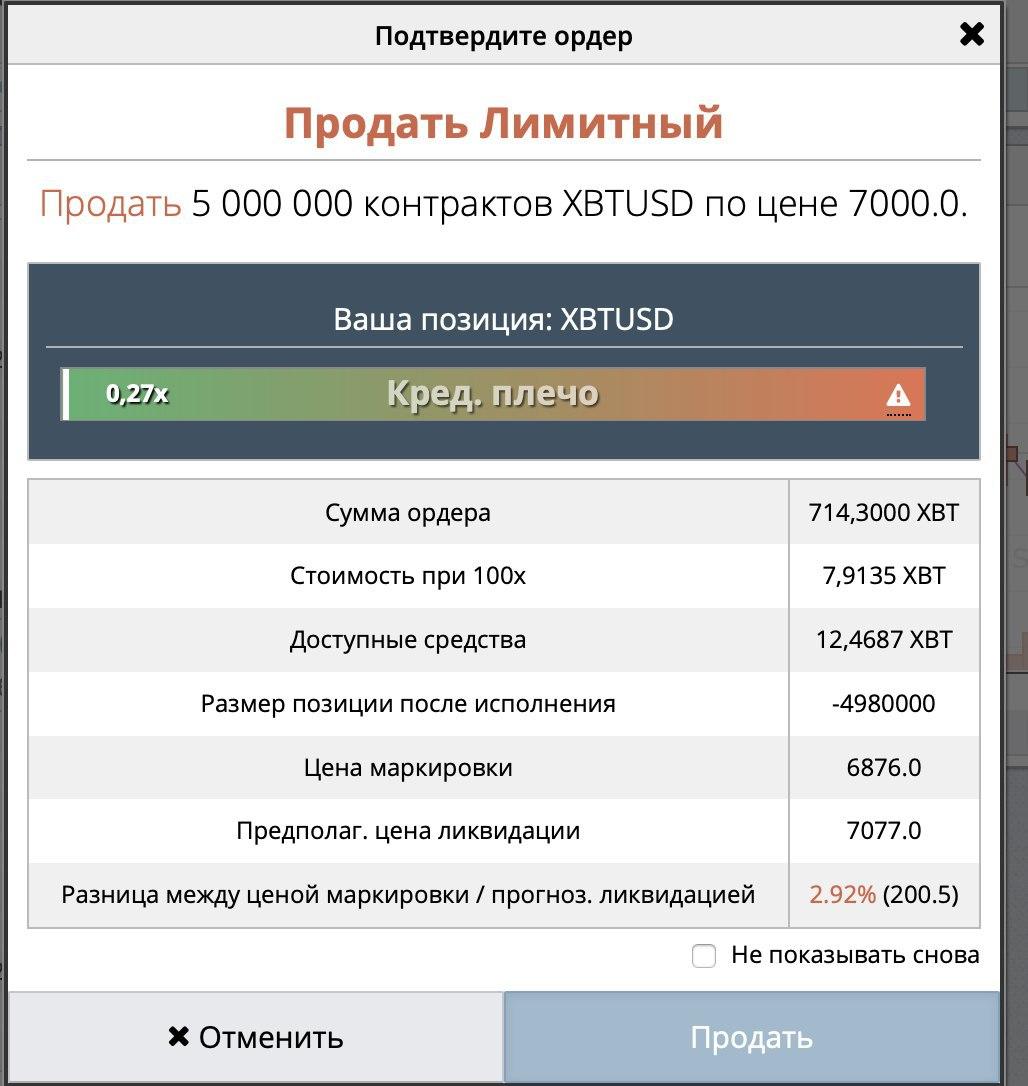 Подтвердите ордер
Продать Лимитный
Продать 5 000 000 контрактов XBTUSD по цене 7000.0.
Ваша позиция: XBTUSD
0,27x Кред. плечо
Сумма ордера 714,3000 XBT
Стоимость при 100x 7,9135 XBT
Доступные средства 12,4687 XBT
Размер позиции после исполнения -4980000
Цена маркировки 6876.0
Предполаг. цена ликвидации 7077.0
Разница между ценой маркировки / прогноз. ликвидацией 2.92% (200.5)
Не показывать снова
✖ Отменить Продать